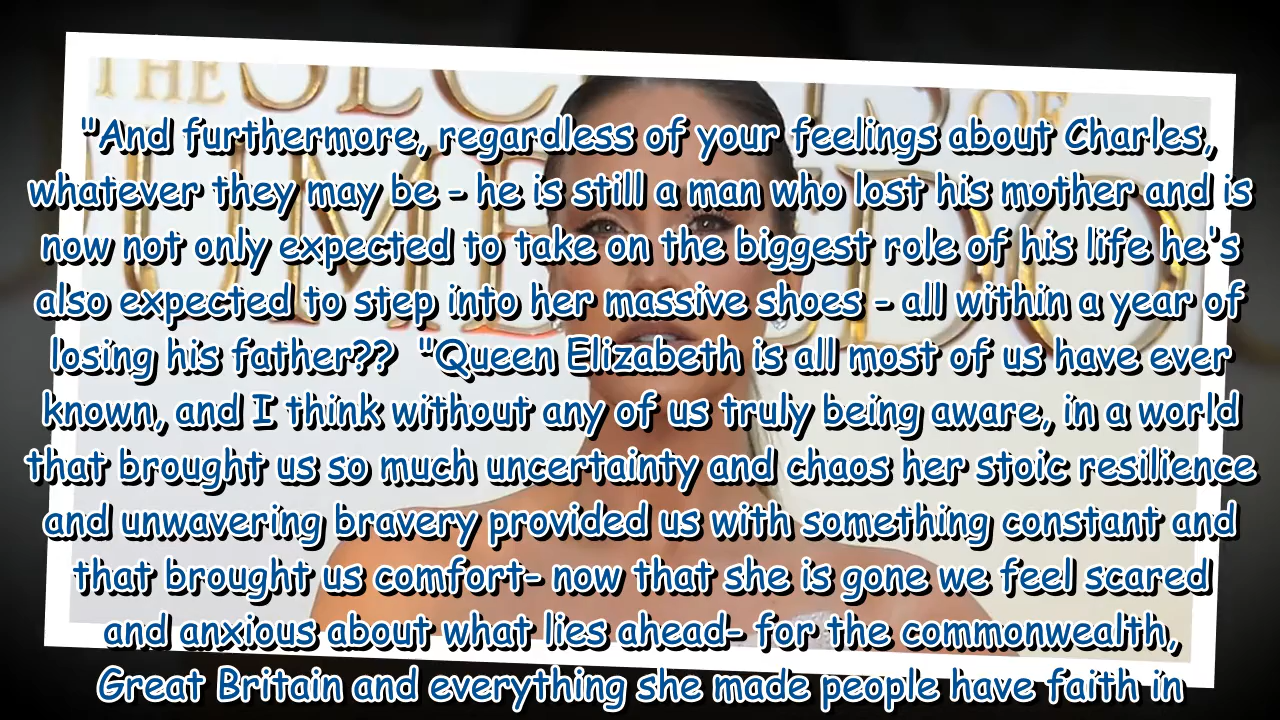 THE SEC S OF
UMB E DO
"And furthermore, regardless of your feelings about Charles,
whatever they may be - he is still a man who lost his mother and is
now not only expected to take on the biggest role of his life he's
also expected to step into her massive shoes - all within a year of
losing his father?? "Queen Elizabeth is all most of us have ever
known, and I think without any of us truly being aware, in a world
that brought us so much uncertainty and chaos her stoic resilience
and unwavering bravery provided us with something constant and
that brought us comfort- now that she is gone we feel scared
and anxious about what lies ahead- for the commonwealth,
Great Britain and everything she made people have faith in